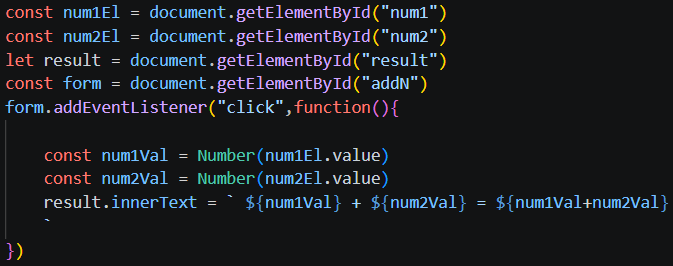 const num1El = document.getElementById("num1")
const num2El = document.getElementById("num2")
let result = document.getElementById("result")
const form = document.getElementById("addN")
form.addEventListener("click",function(){
    const num1Val = Number(num1El.value)
    const num2Val = Number(num2El.value)
    result.innerText = ` ${num1Val} + ${num2Val} = ${num1Val+num2Val}
    `
})